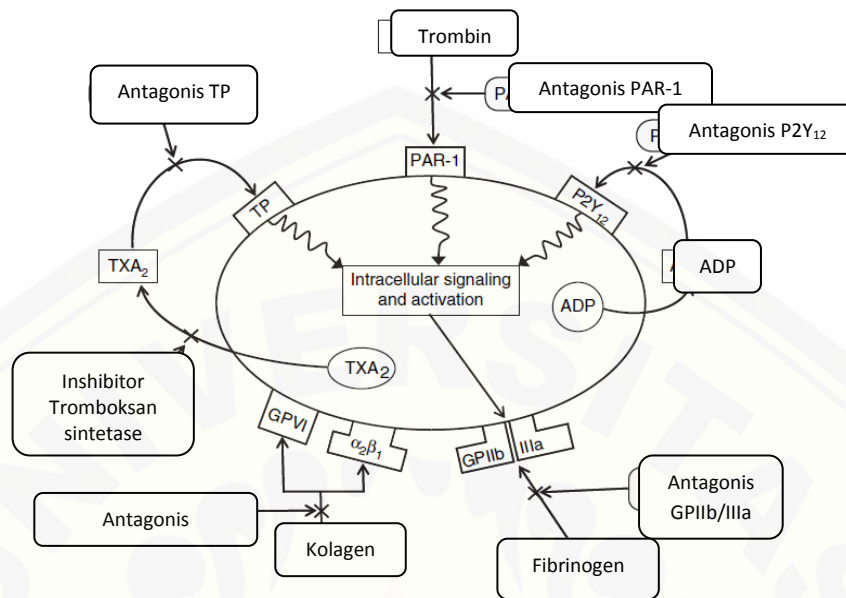 Trombin
Antagonis TP
Antagonis PAR-1
Antagonis P2Y₁₂
PAR-1
TP
P2Y₁₂
TXA₂
Intracellular signaling
and activation
ADP
ADP
TXA₂
Inshibitor
Tromboksan
sintetase
GPVI
α₂β₁
GPIIb
IIIa
Antagonis
Kolagen
Antagonis
GPIIb/IIIa
Fibrinogen
UNIVERSITAS